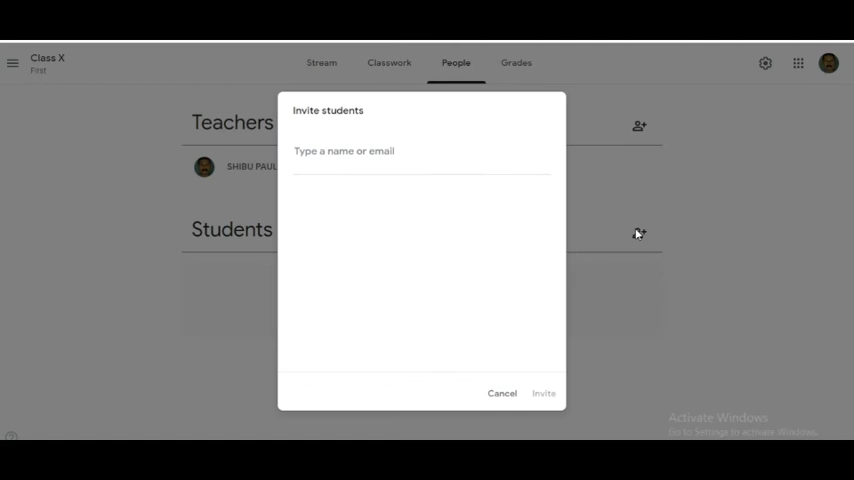 Class X
First
Stream
Classwork
People
Grades
Invite students
Type a name or email
Teachers
SHIBU PAUL
Students
Cancel
Invite
Activate Windows
Go to Settings to activate Windows.